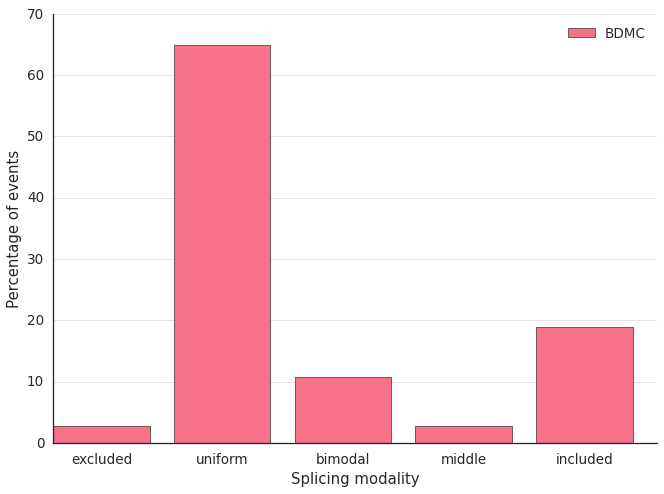 70
60
50
40
30
20
10
0
Percentage of events
BDMC
excluded uniform bimodal middle included
Splicing modality